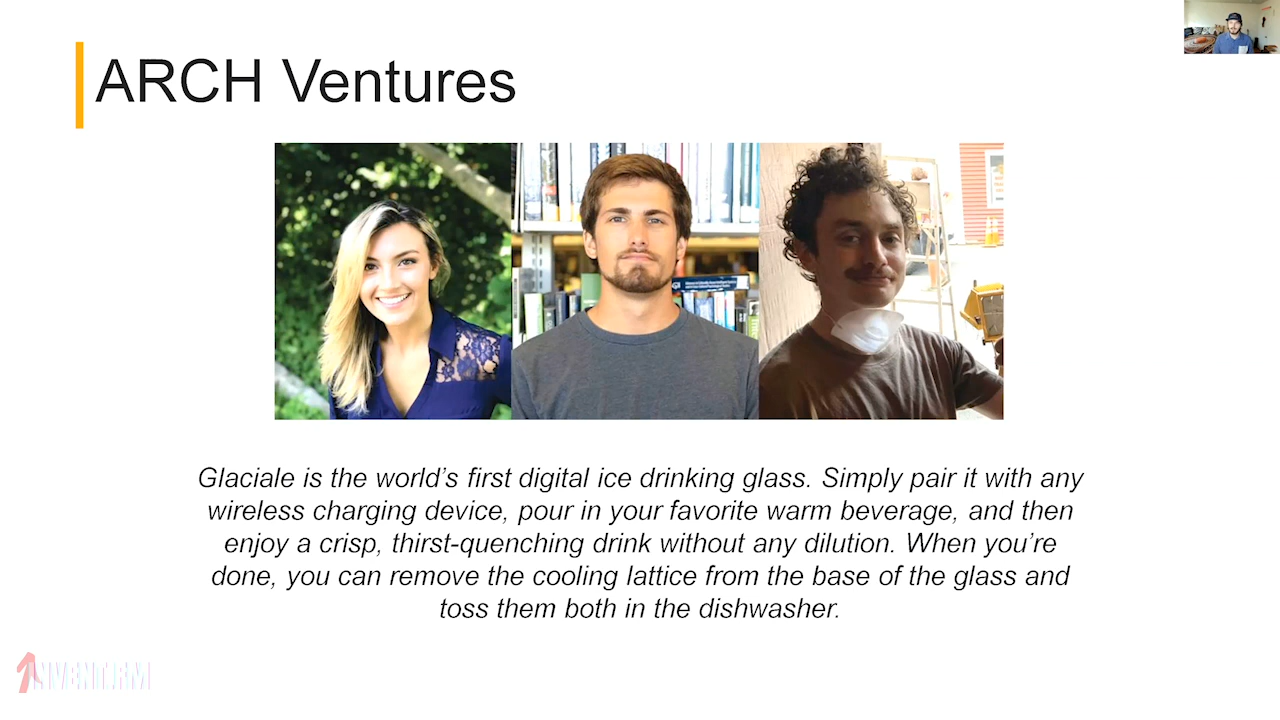 ARCH Ventures
Glaciale is the world’s first digital ice drinking glass. Simply pair it with any
wireless charging device, pour in your favorite warm beverage, and then
enjoy a crisp, thirst-quenching drink without any dilution. When you’re
done, you can remove the cooling lattice from the base of the glass and
toss them both in the dishwasher.
INVENT.FM